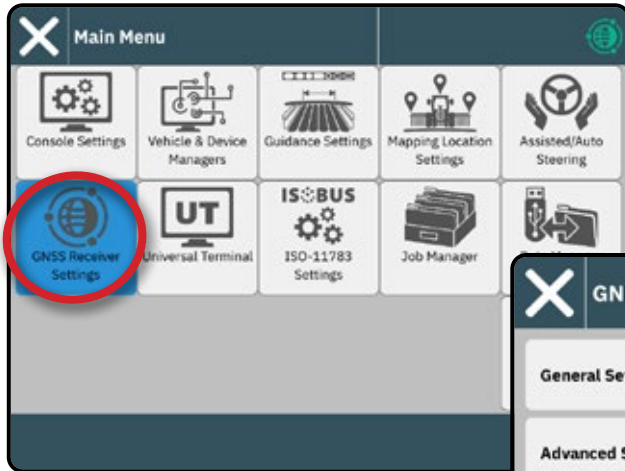 Main Menu
Console Settings
Vehicle & Device
Managers
Guidance Settings
Mapping Location
Settings
Assisted/Auto
Steering
GNSS Receiver
Settings
UT
Universal Terminal
ISOBUS
ISO-11783
Settings
Job Manager
GN
General Se
Advanced S